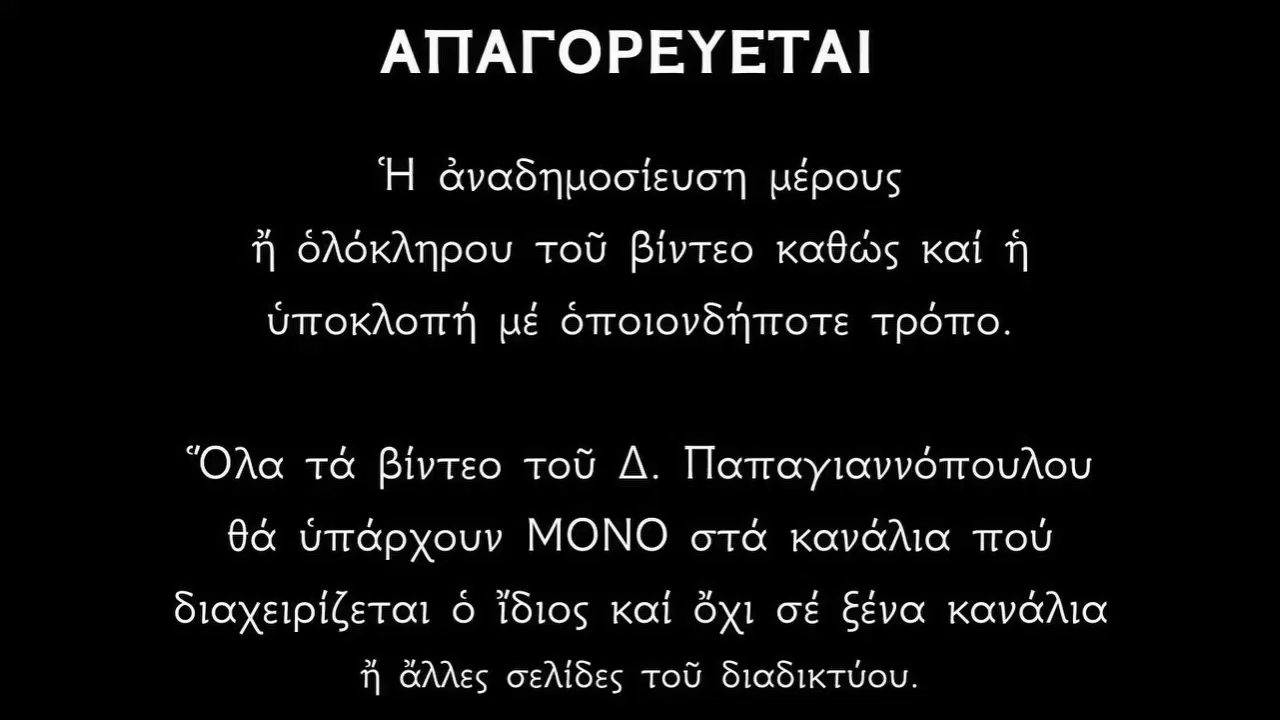 ΑΠΑΓΟΡΕΥΕΤΑΙ
Ἡ ἀναδημοσίευση μέρους
ἤ ὁλόκληρου τοῦ βίντεο καθώς καί ἡ
ὑποκλοπή μέ ὁποιονδήποτε τρόπο.
Ὅλα τά βίντεο τοῦ Δ. Παπαγιαννόπουλου
θά ὑπάρχουν ΜΟΝΟ στά κανάλια πού
διαχειρίζεται ὁ ἴδιος καί ὄχι σέ ξένα κανάλια
ἤ ἄλλες σελίδες τοῦ διαδικτύου.